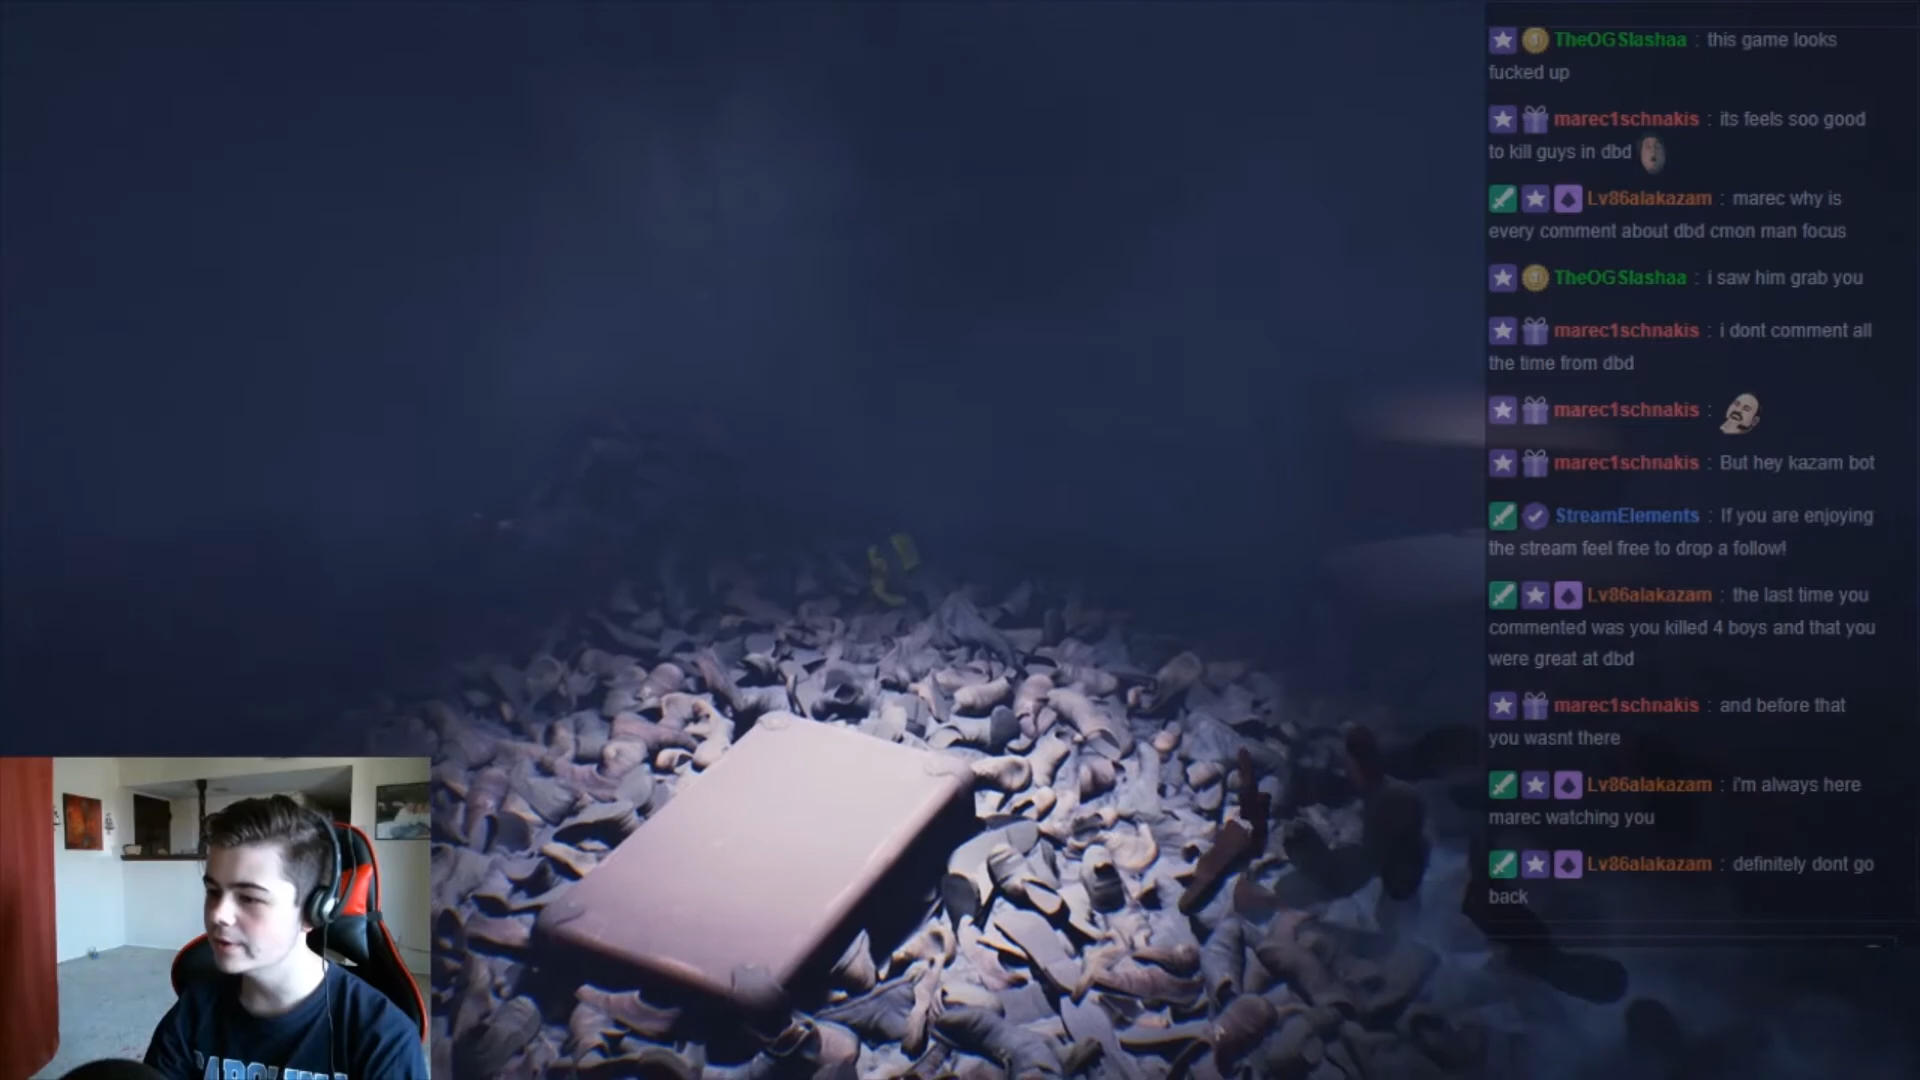 TheOGSlashaa : this game looks
fucked up
marec1schnakis : its feels soo good
to kill guys in dbd
Lv86alakazam : marec why is
every comment about dbd cmon man focus
TheOGSlashaa : i saw him grab you
marec1schnakis : i dont comment all
the time from dbd
marec1schnakis :
marec1schnakis : But hey kazam bot
StreamElements : If you are enjoying
the stream feel free to drop a follow!
Lv86alakazam : the last time you
commented was you killed 4 boys and that you
were great at dbd
marec1schnakis : and before that
you wasnt there
Lv86alakazam : i'm always here
marec watching you
Lv86alakazam : definitely dont go
back
CAROLINA